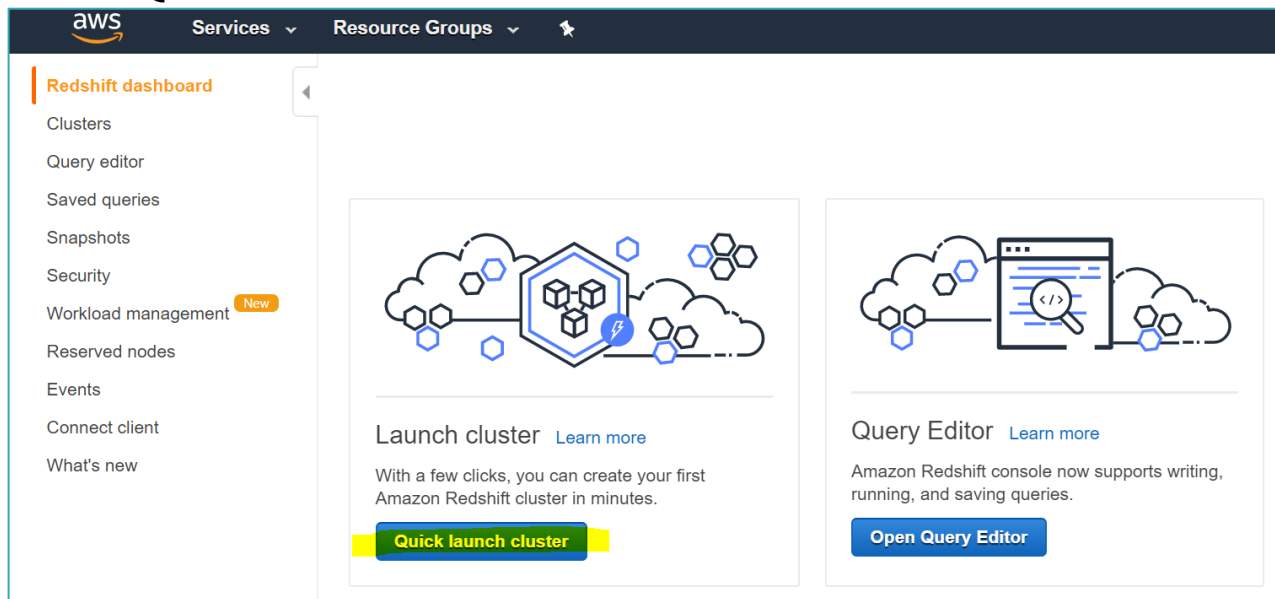 aws
Services
Resource Groups
Redshift dashboard
Clusters
Query editor
Saved queries
Snapshots
Security
Workload management New
Reserved nodes
Events
Connect client
What's new
Launch cluster Learn more
With a few clicks, you can create your first
Amazon Redshift cluster in minutes.
Quick launch cluster
</>
Query Editor Learn more
Amazon Redshift console now supports writing,
running, and saving queries.
Open Query Editor